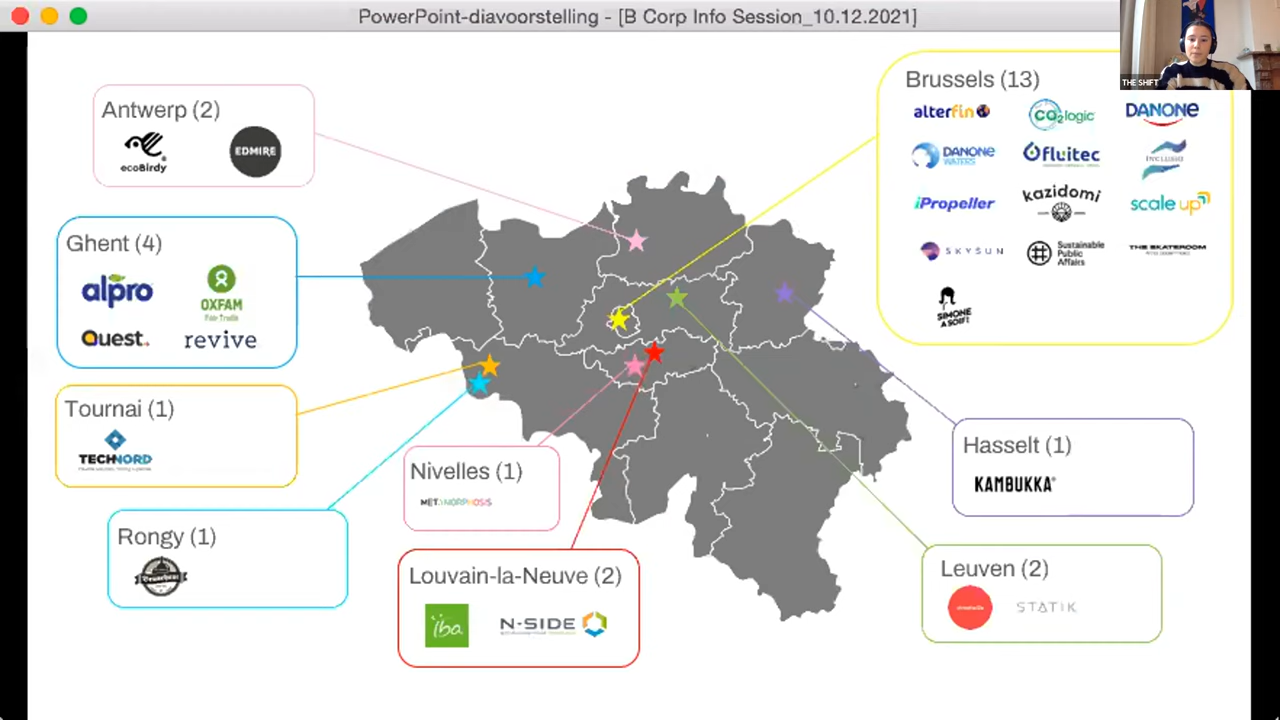 PowerPoint-diavoorstelling - [B Corp Info Session_10.12.2021]
THE SHIFT
Antwerp (2)
ecoBirdy
EDMIRE
Brussels (13)
alterfin
CO2logic
DANONE
DANONE
WATERS
fluitec
INCLUSIO
iPropeller
kazidomi
scale up
SKYSUN
Sustainable
Public
Affairs
THE SKATEROOM
SIMONE
A SOIF!
Ghent (4)
alpro
OXFAM
Fair Trade
Quest.
revive
Tournai (1)
TECHNORD
Rongy (1)
Nivelles (1)
Louvain-la-Neuve (2)
iba
N-SIDE
Hasselt (1)
KAMBUKKA
Leuven (2)
STATIK